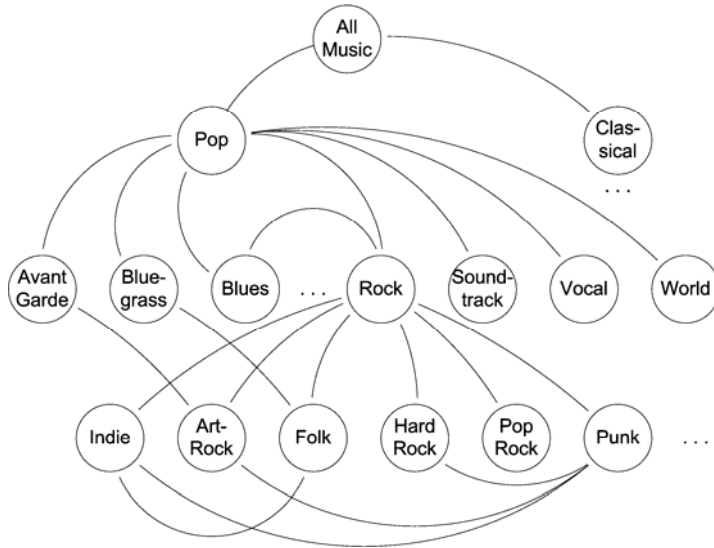 All
Music
Pop
Clas-
sical
. . .
Avant
Garde
Blue-
grass
Blues
. . .
Rock
Sound-
track
Vocal
World
Indie
Art-
Rock
Folk
Hard
Rock
Pop
Rock
Punk
. . .